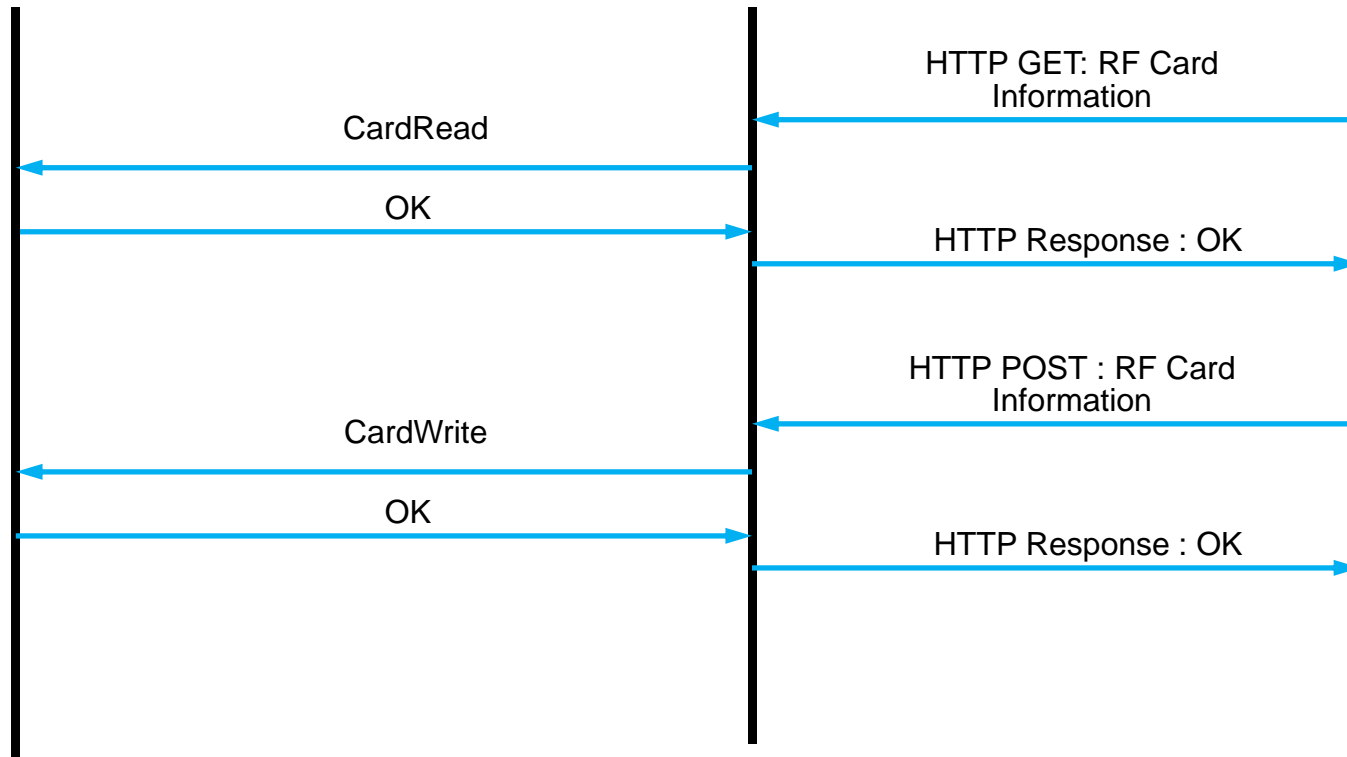 HTTP GET: RF Card
Information
CardRead
OK
HTTP Response : OK
HTTP POST : RF Card
Information
CardWrite
OK
HTTP Response : OK